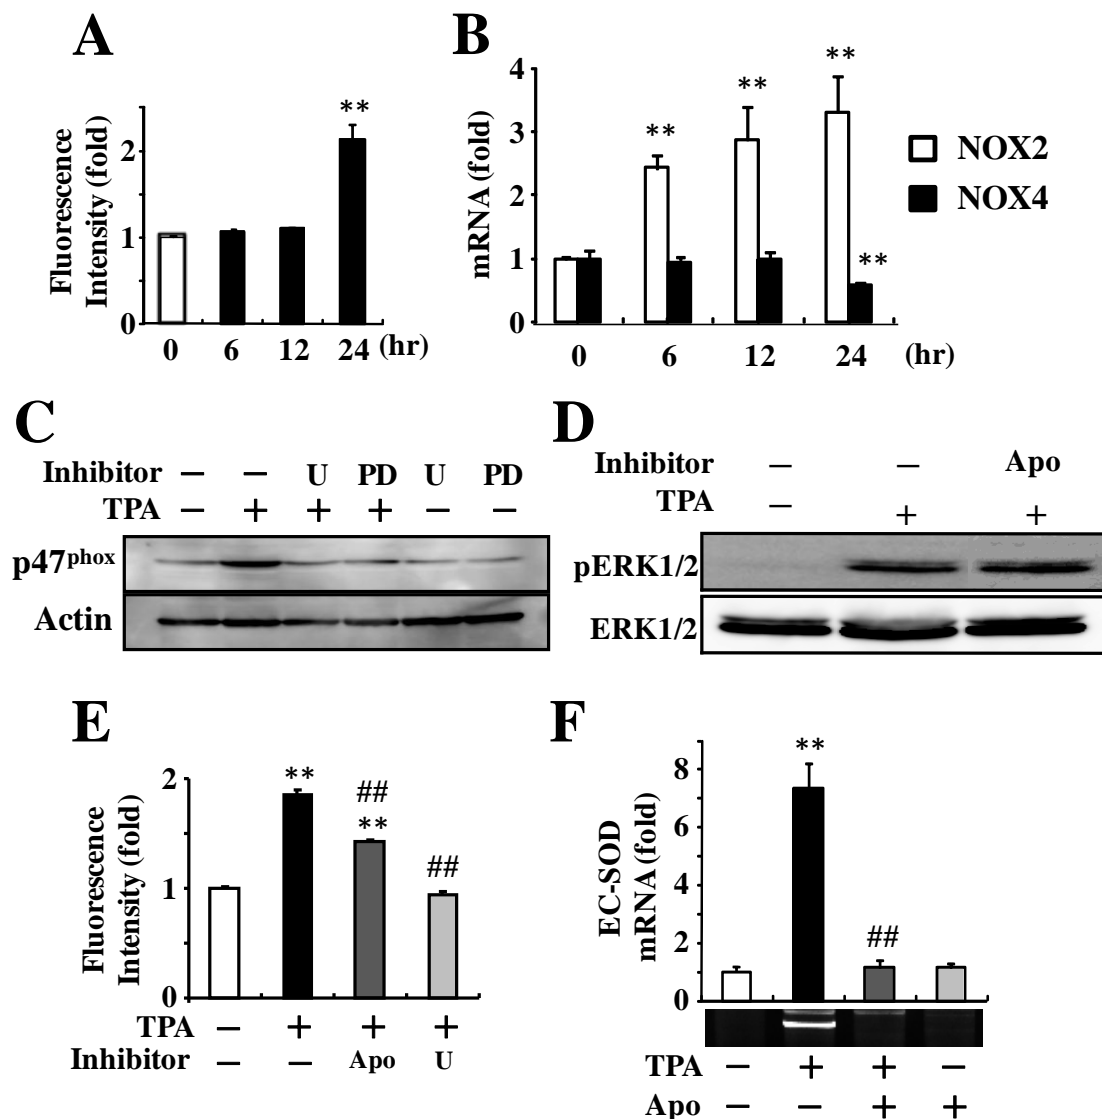 A
Fluorescence
Intensity (fold)
2
1
0
**
0 6 12 24 (hr)
B
mRNA (fold)
4
3
2
1
0
** ** ** **
0 6 12 24 (hr)
NOX2
NOX4
C
Inhibitor − − U PD U PD
TPA − + + + − −
p47phox
Actin
D
Inhibitor − − Apo
TPA − + +
pERK1/2
ERK1/2
E
Fluorescence
Intensity (fold)
2
1
0
**
##
**
##
TPA − + + +
Inhibitor − − Apo U
F
EC-SOD
mRNA (fold)
8
6
4
2
0
**
##
TPA − + + −
Apo − − + +